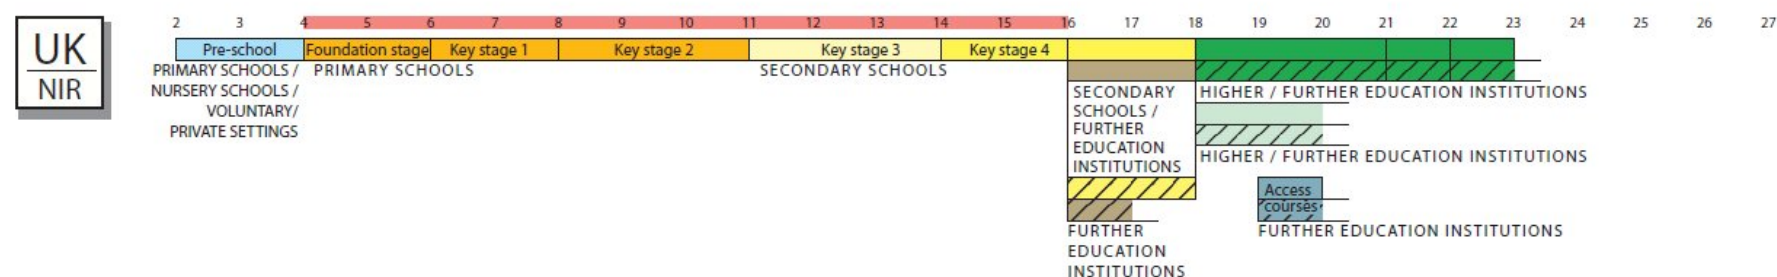 2 3 4 5 6 7 8 9 10 11 12 13 14 15 16 17 18 19 20 21 22 23 24 25 26 27
UK
NIR
Pre-school Foundation stage Key stage 1 Key stage 2 Key stage 3 Key stage 4
PRIMARY SCHOOLS /
NURSERY SCHOOLS /
VOLUNTARY/
PRIVATE SETTINGS
PRIMARY SCHOOLS
SECONDARY SCHOOLS
SECONDARY
SCHOOLS /
FURTHER
EDUCATION
INSTITUTIONS
HIGHER / FURTHER EDUCATION INSTITUTIONS
HIGHER / FURTHER EDUCATION INSTITUTIONS
Access
courses
FURTHER EDUCATION INSTITUTIONS
FURTHER
EDUCATION
INSTITUTIONS